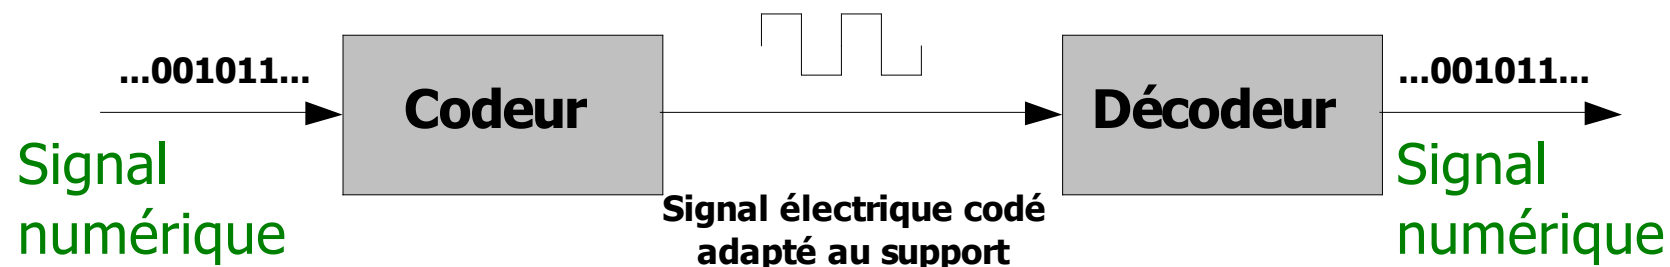 ...001011...
Codeur
Signal
numérique
Signal électrique codé
adapté au support
Décodeur
...001011...
Signal
numérique